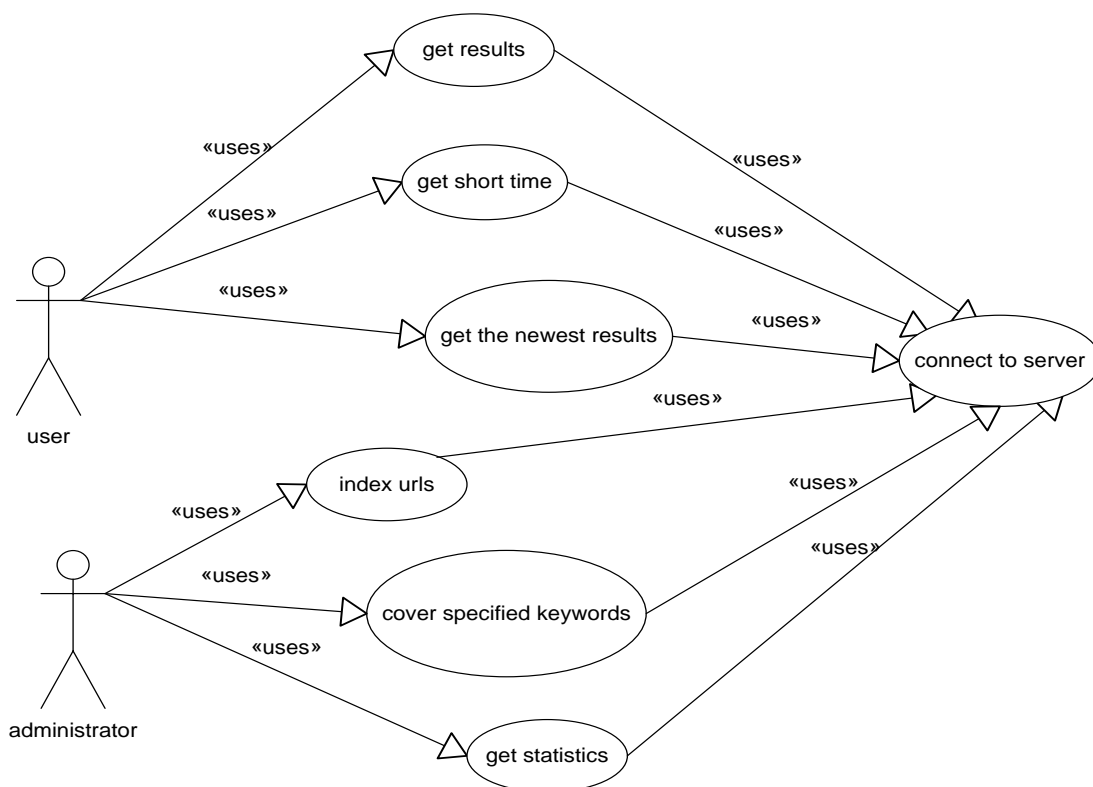 get results
«uses»
«uses»
get short time
«uses»
«uses»
«uses»
get the newest results
«uses»
connect to server
user
«uses»
index urls
«uses»
«uses»
«uses»
cover specified keywords
«uses»
«uses»
administrator
get statistics